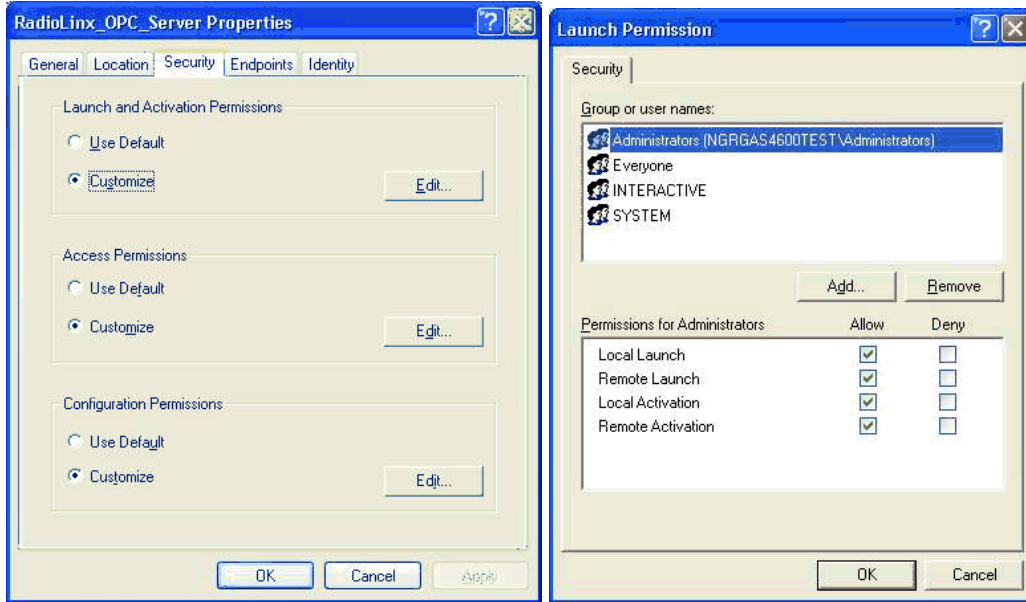 RadioLinx_OPC_Server Properties
General Location Security Endpoints Identity
Launch and Activation Permissions
Use Default
Customize
Edit...
Access Permissions
Use Default
Customize
Edit...
Configuration Permissions
Use Default
Customize
Edit...
OK Cancel Apply
Launch Permission
Security
Group or user names:
Administrators (NGRGAS4600TEST\Administrators)
Everyone
INTERACTIVE
SYSTEM
Add... Remove
Permissions for Administrators Allow Deny
Local Launch
Remote Launch
Local Activation
Remote Activation
OK Cancel